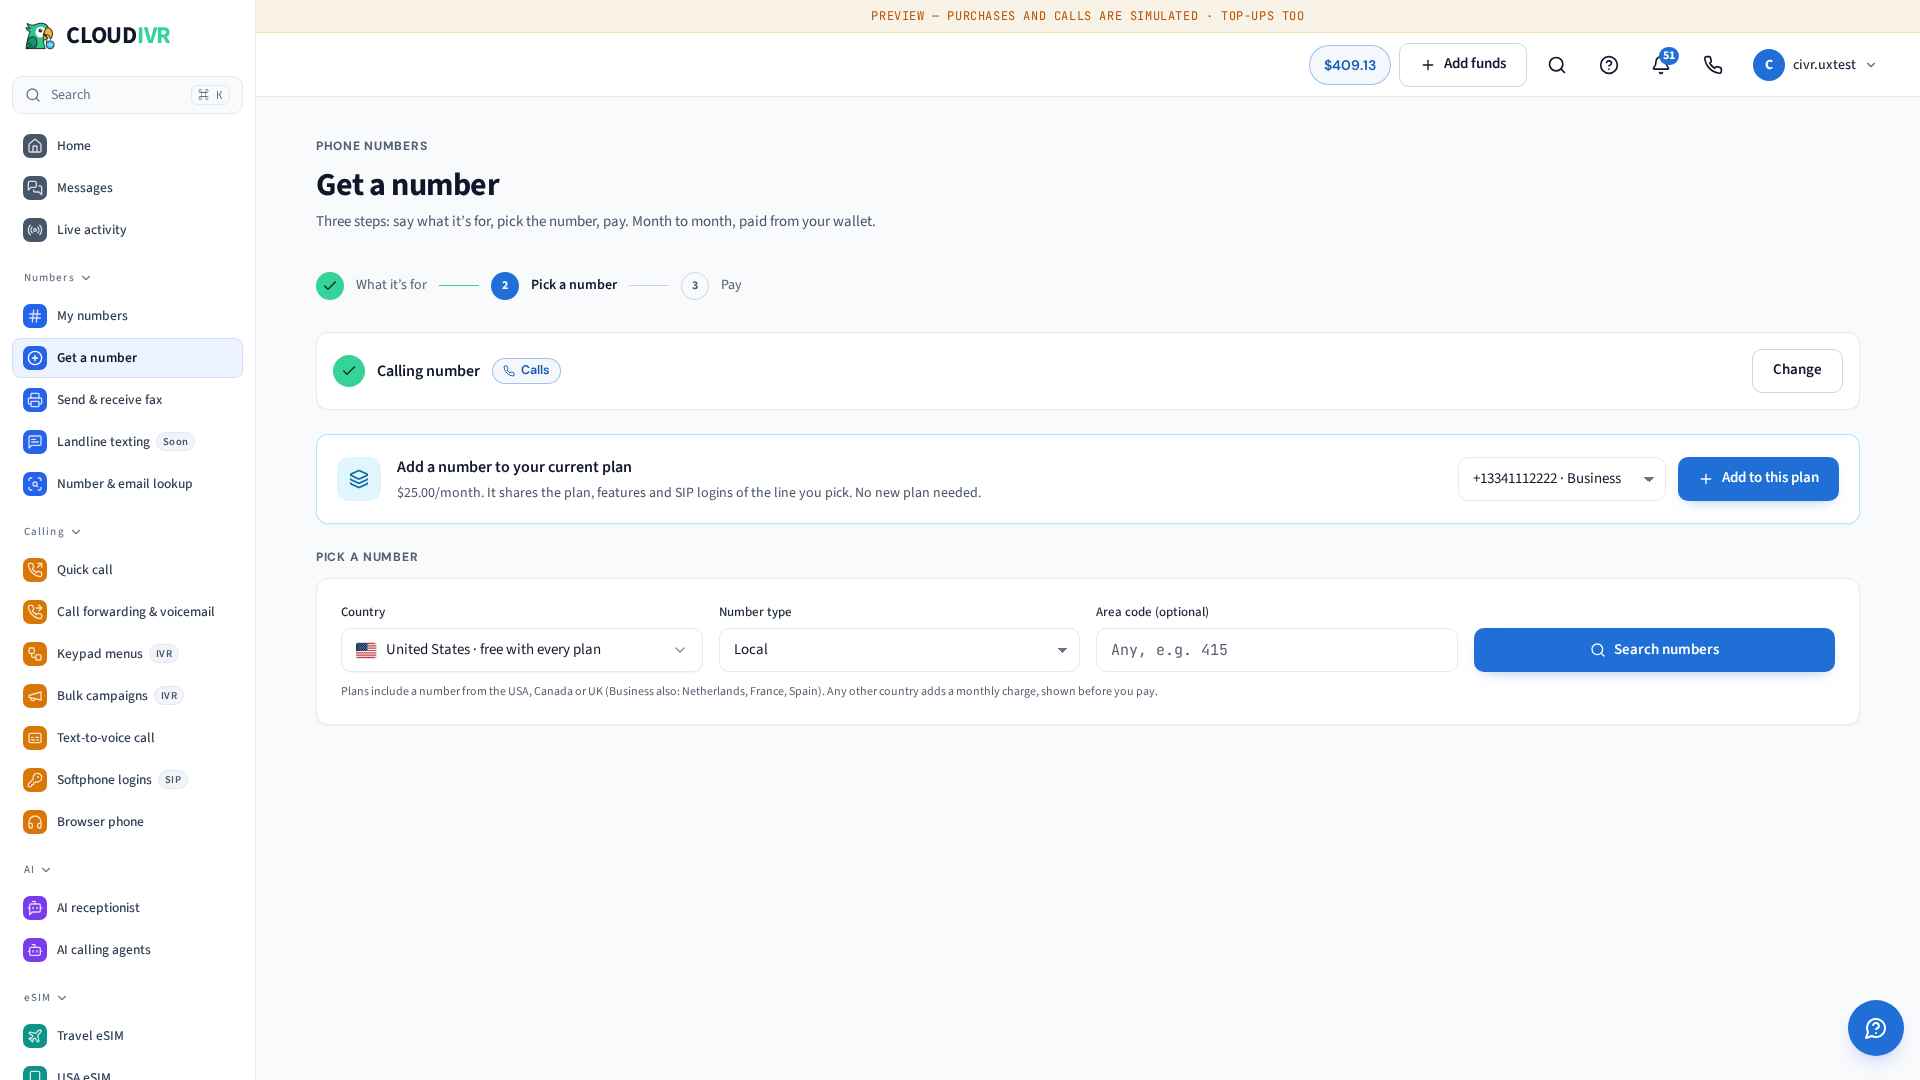 PREVIEW — PURCHASES AND CALLS ARE SIMULATED · TOP-UPS TOO
CLOUDIVR
Search
⌘ K
$409.13
Add funds
51
C
civr.uxtest
Home
Messages
Live activity
Numbers
My numbers
Get a number
Send & receive fax
Landline texting Soon
Number & email lookup
Calling
Quick call
Call forwarding & voicemail
Keypad menus IVR
Bulk campaigns IVR
Text-to-voice call
Softphone logins SIP
Browser phone
AI
AI receptionist
AI calling agents
eSIM
Travel eSIM
USA eSIM
PHONE NUMBERS
Get a number
Three steps: say what it's for, pick the number, pay. Month to month, paid from your wallet.
What it's for
2 Pick a number
3 Pay
Calling number Calls
Change
Add a number to your current plan
$25.00/month. It shares the plan, features and SIP logins of the line you pick. No new plan needed.
+13341112222 · Business
Add to this plan
PICK A NUMBER
Country
Number type
Area code (optional)
United States · free with every plan
Local
Any, e.g. 415
Search numbers
Plans include a number from the USA, Canada or UK (Business also: Netherlands, France, Spain). Any other country adds a monthly charge, shown before you pay.